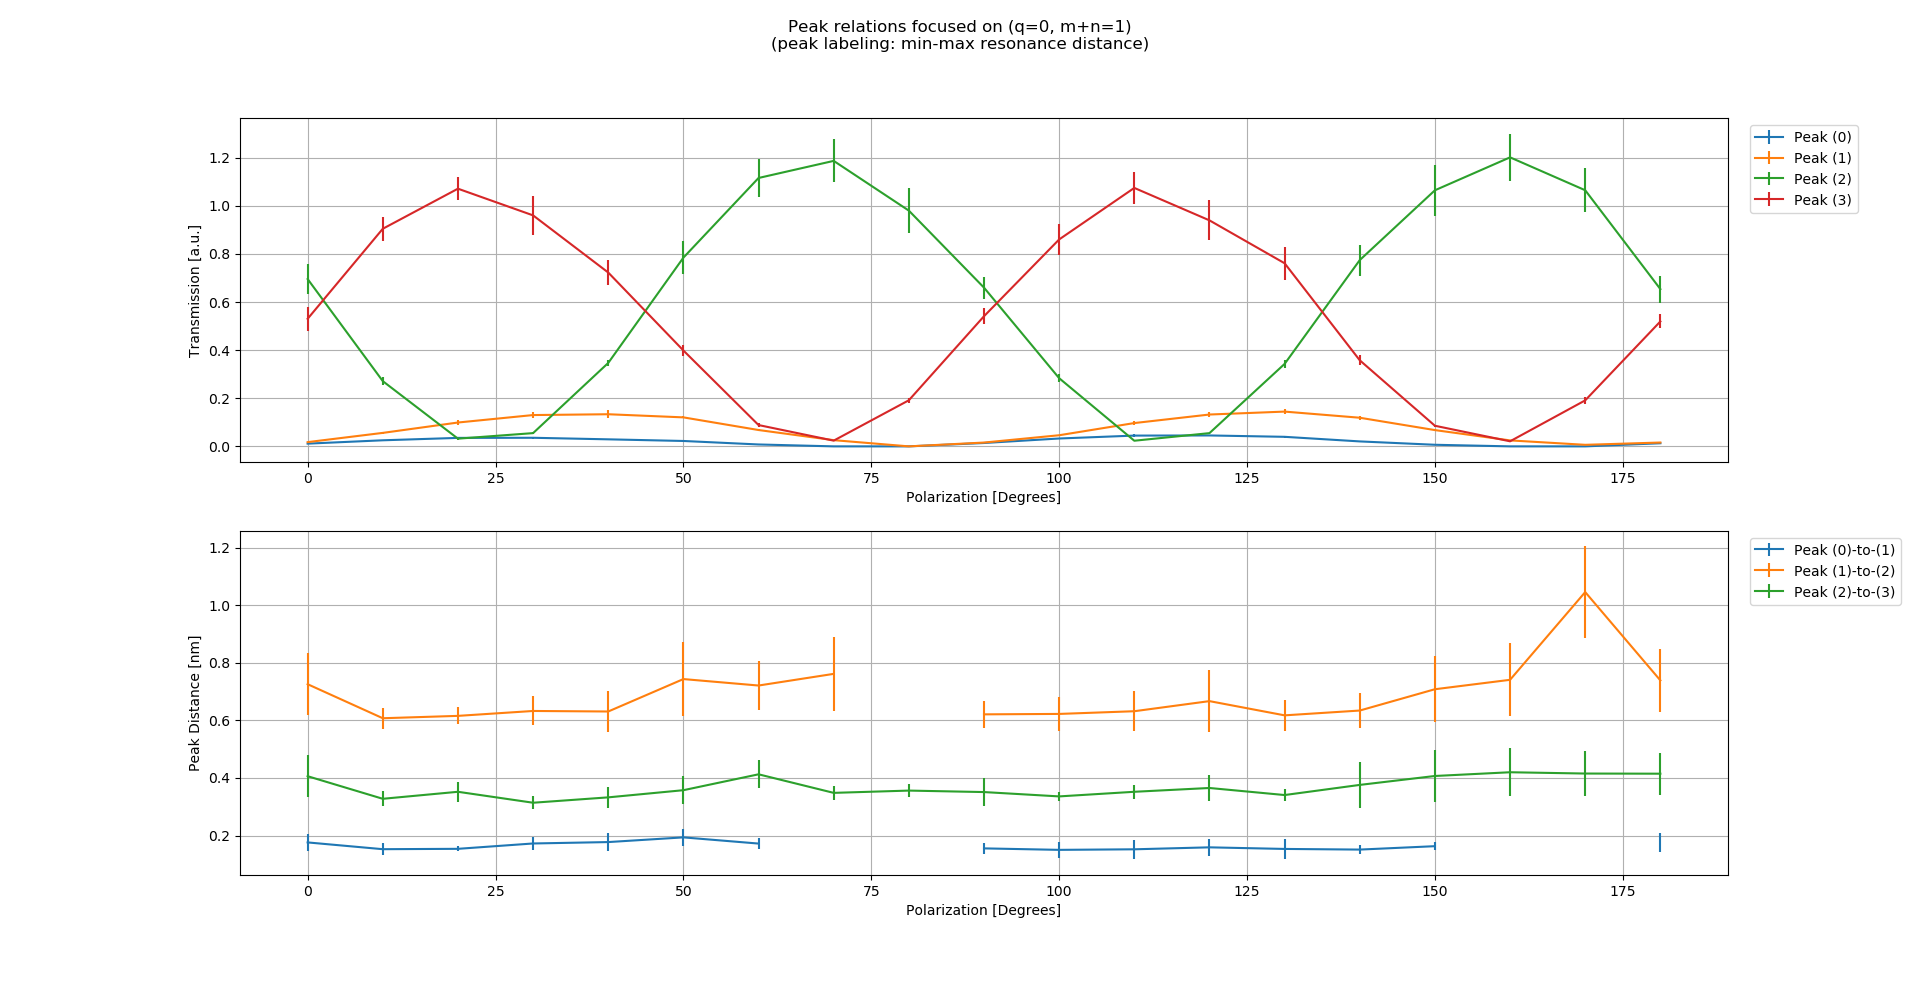 Peak relations focused on (q=0, m+n=1)
(peak labeling: min-max resonance distance)
Transmission [a.u.]
1.2
1.0
0.8
0.6
0.4
0.2
0.0
0 25 50 75 100 125 150 175
Polarization [Degrees]
Peak (0)
Peak (1)
Peak (2)
Peak (3)
Peak Distance [nm]
1.2
1.0
0.8
0.6
0.4
0.2
0 25 50 75 100 125 150 175
Polarization [Degrees]
Peak (0)-to-(1)
Peak (1)-to-(2)
Peak (2)-to-(3)